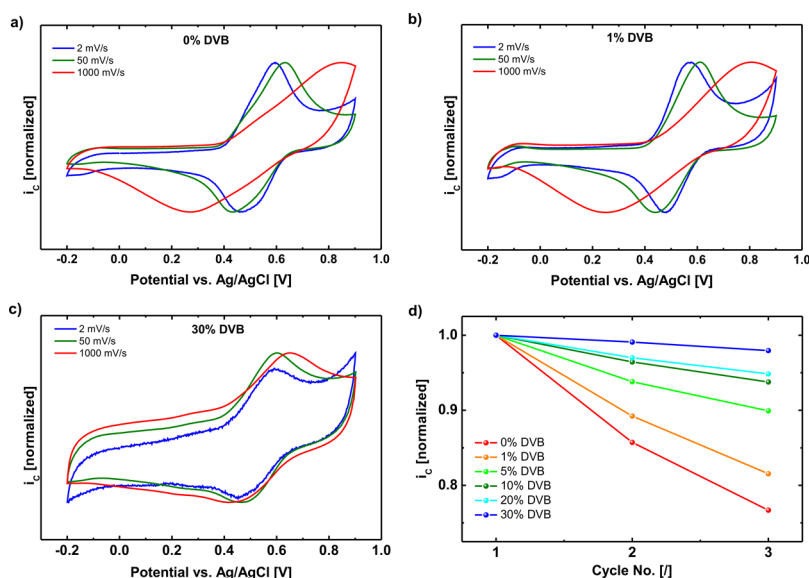 a)
0% DVB
2 mV/s
50 mV/s
1000 mV/s
i_c [normalized]
-0.2 0.0 0.2 0.4 0.6 0.8 1.0
Potential vs. Ag/AgCl [V]
b)
1% DVB
2 mV/s
50 mV/s
1000 mV/s
i_c [normalized]
-0.2 0.0 0.2 0.4 0.6 0.8 1.0
Potential vs. Ag/AgCl [V]
c)
30% DVB
2 mV/s
50 mV/s
1000 mV/s
i_c [normalized]
-0.2 0.0 0.2 0.4 0.6 0.8 1.0
Potential vs. Ag/AgCl [V]
d)
1.0
0.9
0.8
i_c [normalized]
0% DVB
1% DVB
5% DVB
10% DVB
20% DVB
30% DVB
1 2 3
Cycle No. [/]